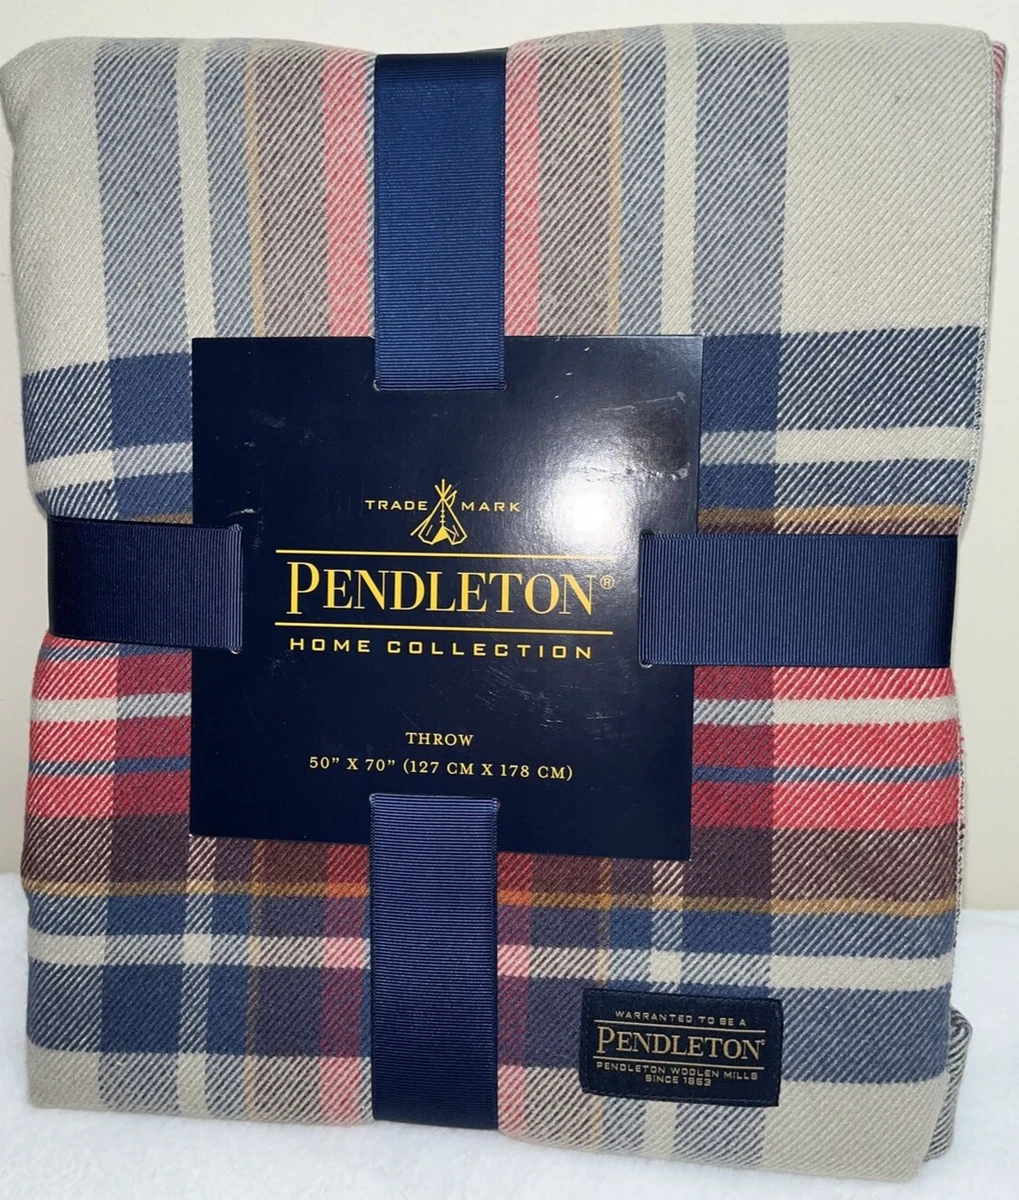 TRADE MARK
PENDLETON®
HOME COLLECTION
THROW
50” X 70” (127 CM X 178 CM)
WARRANTED TO BE A
PENDLETON®
PENDLETON WOOLEN MILLS
SINCE 1863